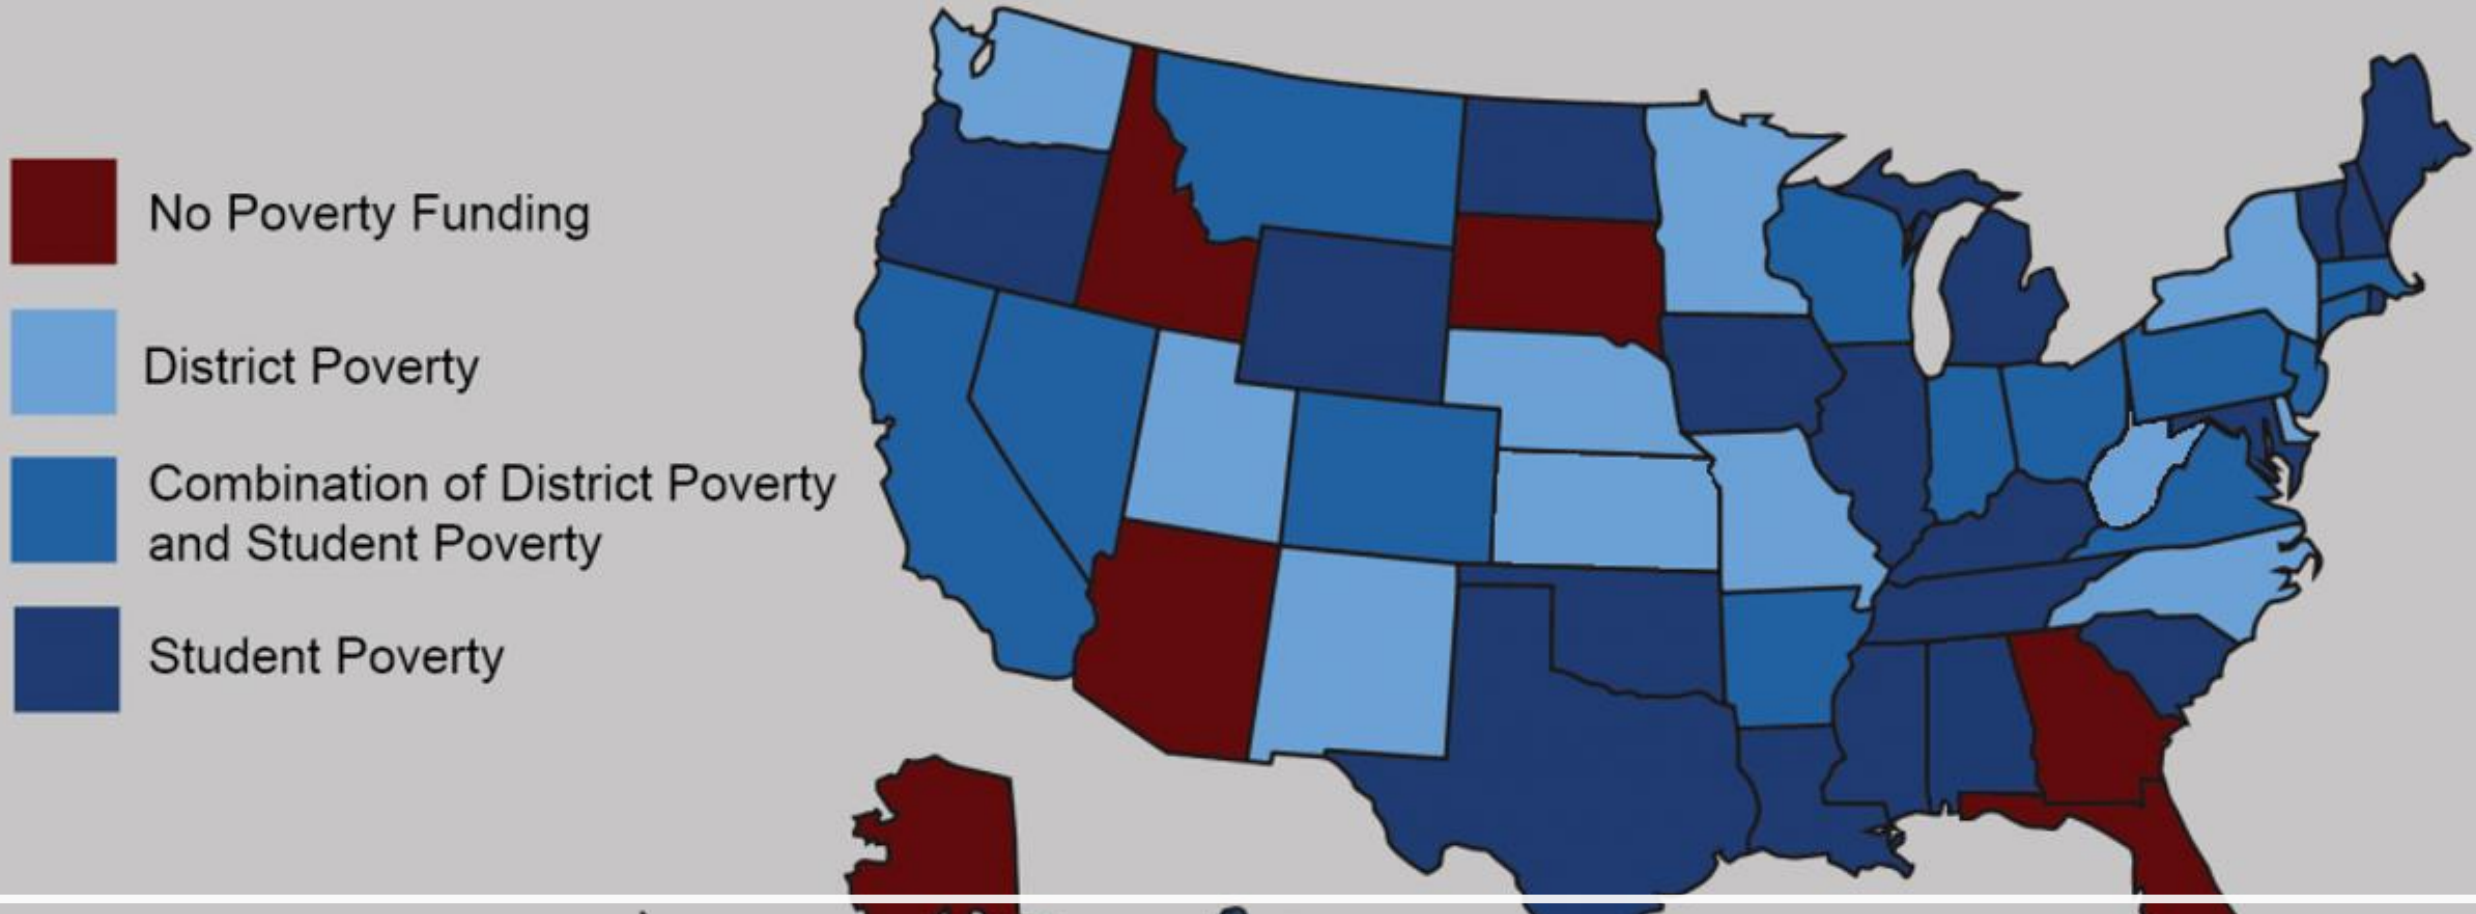 No Poverty Funding
District Poverty
Combination of District Poverty
and Student Poverty
Student Poverty